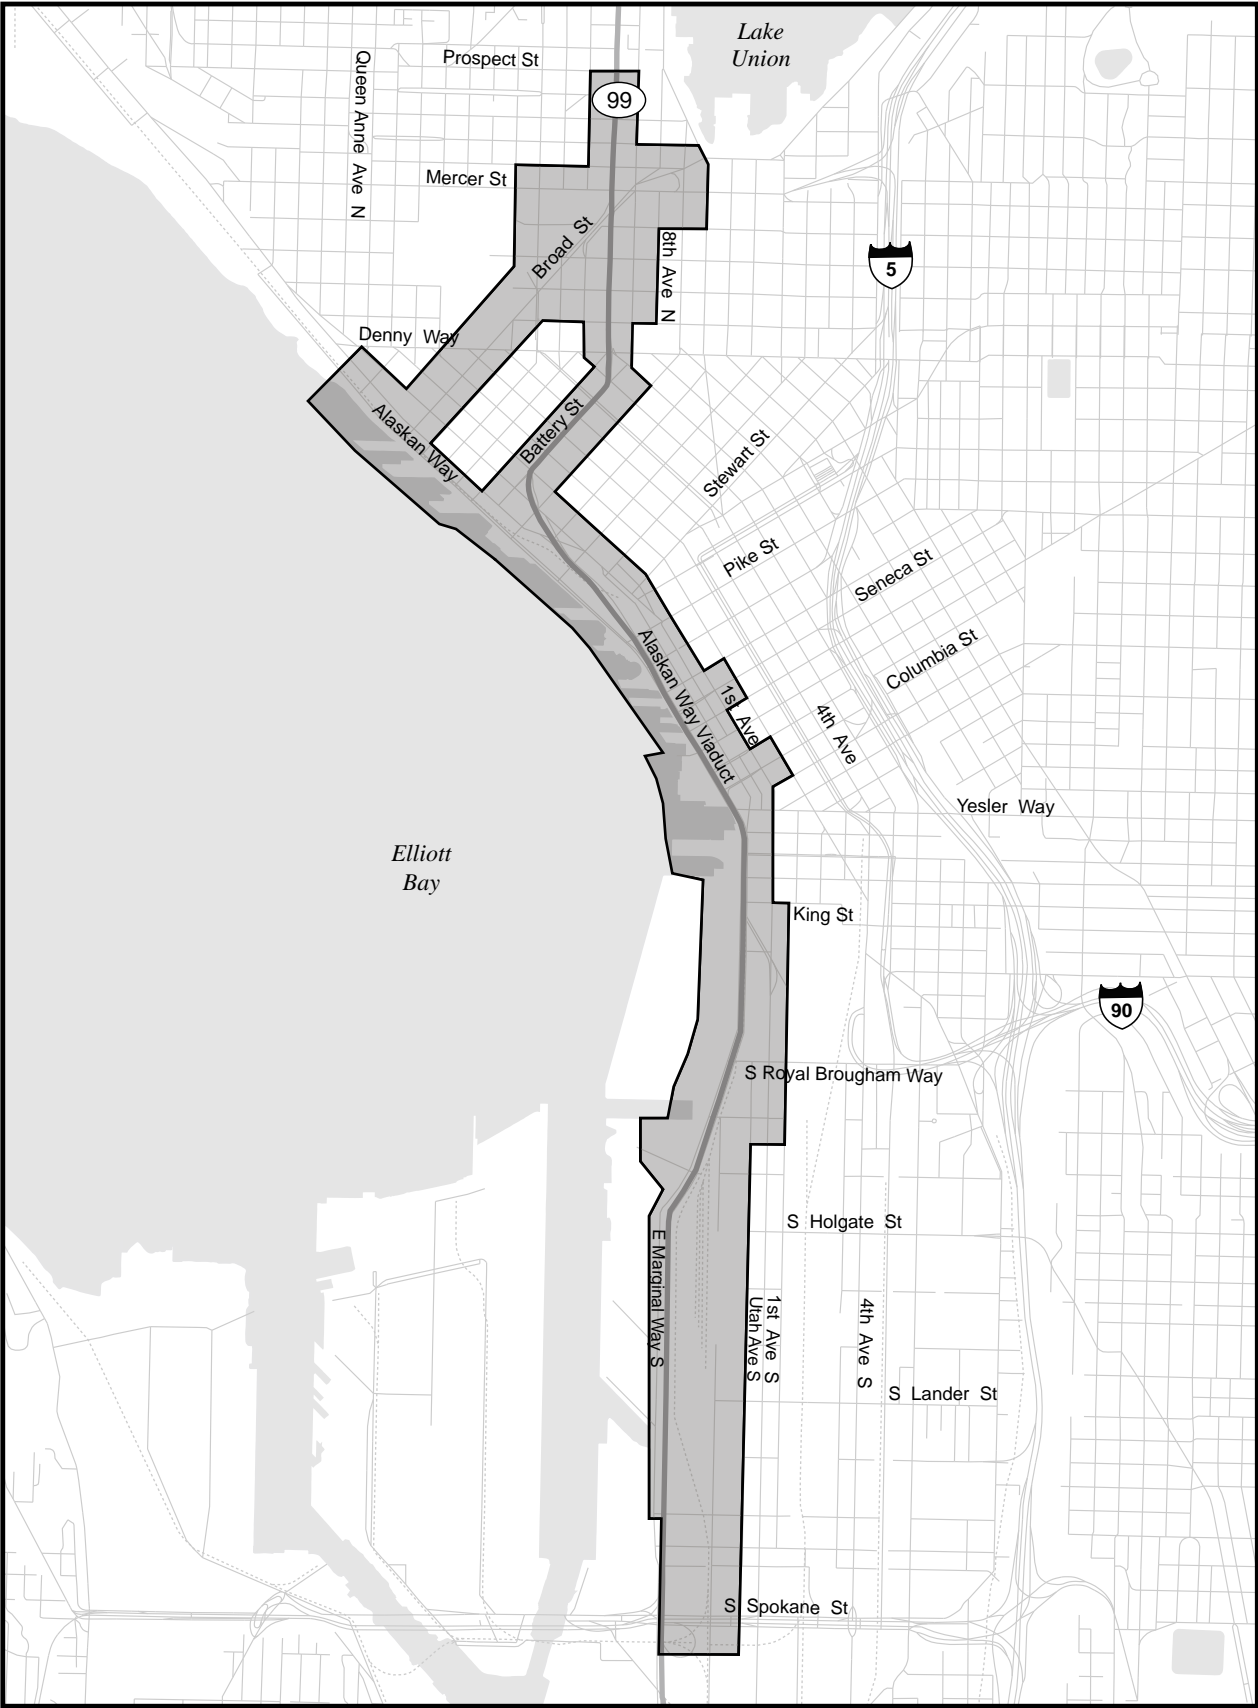 Lake
Union
Prospect St
99
Queen Anne Ave N
Mercer St
Broad St
8th Ave N
5
Denny Way
Alaskan Way
Battery St
Stewart St
Pike St
Seneca St
Columbia St
Alaskan Way Viaduct
1st Ave
4th Ave
Yesler Way
Elliott
Bay
King St
90
S Royal Brougham Way
S Holgate St
E Marginal Way S
Utah Ave S
1st Ave S
4th Ave S
S Lander St
S Spokane St